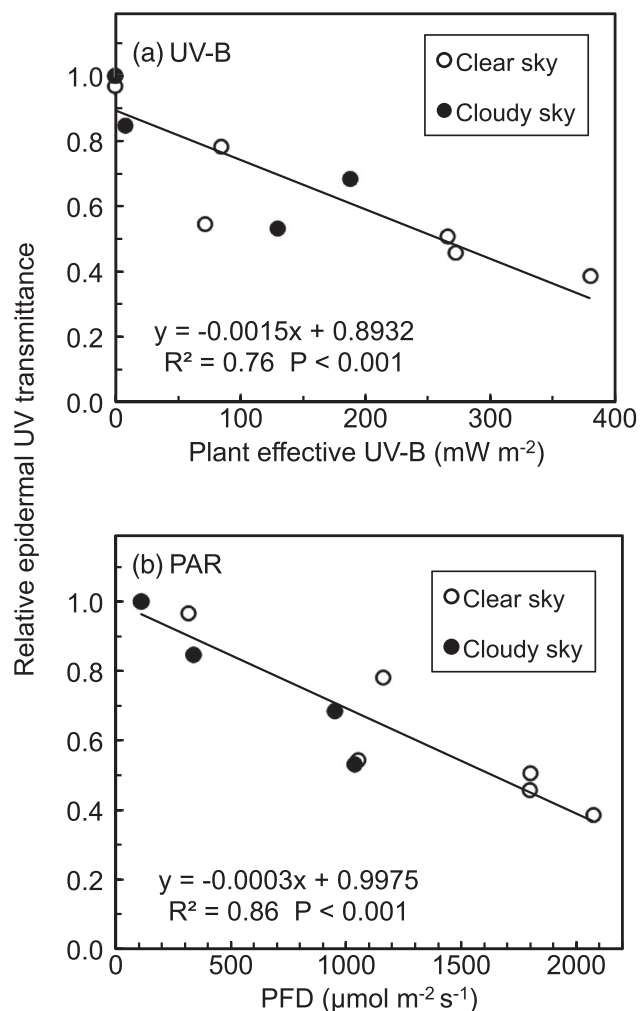 (a) UV-B
Clear sky
Cloudy sky
1.0
0.8
0.6
0.4
0.2
0.0
y = -0.0015x + 0.8932
R² = 0.76 P < 0.001
0 100 200 300 400
Plant effective UV-B (mW m⁻²)
Relative epidermal UV transmittance
(b) PAR
Clear sky
Cloudy sky
1.0
0.8
0.6
0.4
0.2
0.0
y = -0.0003x + 0.9975
R² = 0.86 P < 0.001
0 500 1000 1500 2000
PFD (μmol m⁻² s⁻¹)